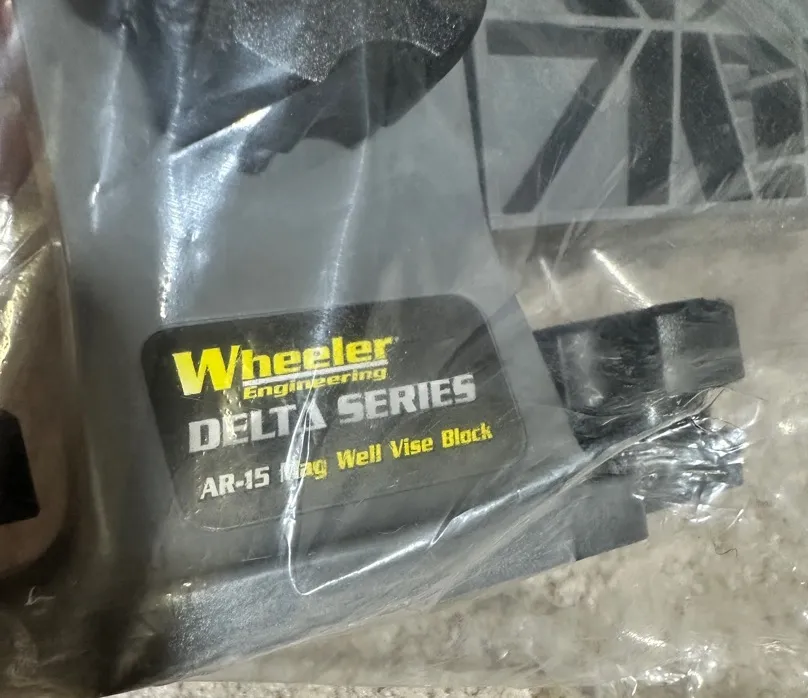 Wheeler
Engineering
DELTA SERIES
AR-15 Mag Well Vise Block